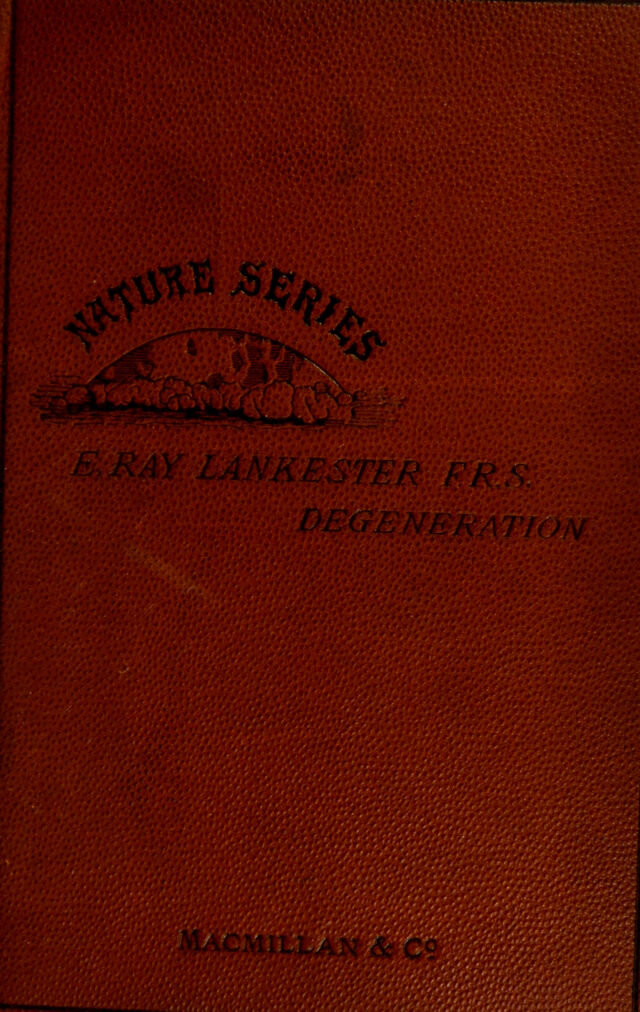 NATURE SERIES
E. RAY LANKESTER F.R.S.
DEGENERATION
MACMILLAN & Co